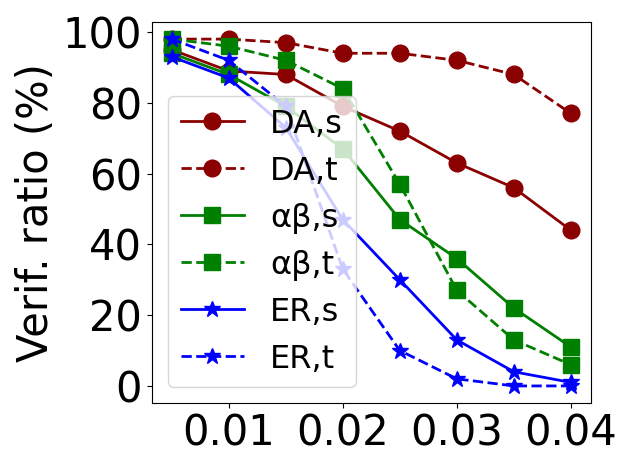 100
80
60
40
20
0
Verif. ratio (%)
DA,s
DA,t
αβ,s
αβ,t
ER,s
ER,t
0.01 0.02 0.03 0.04